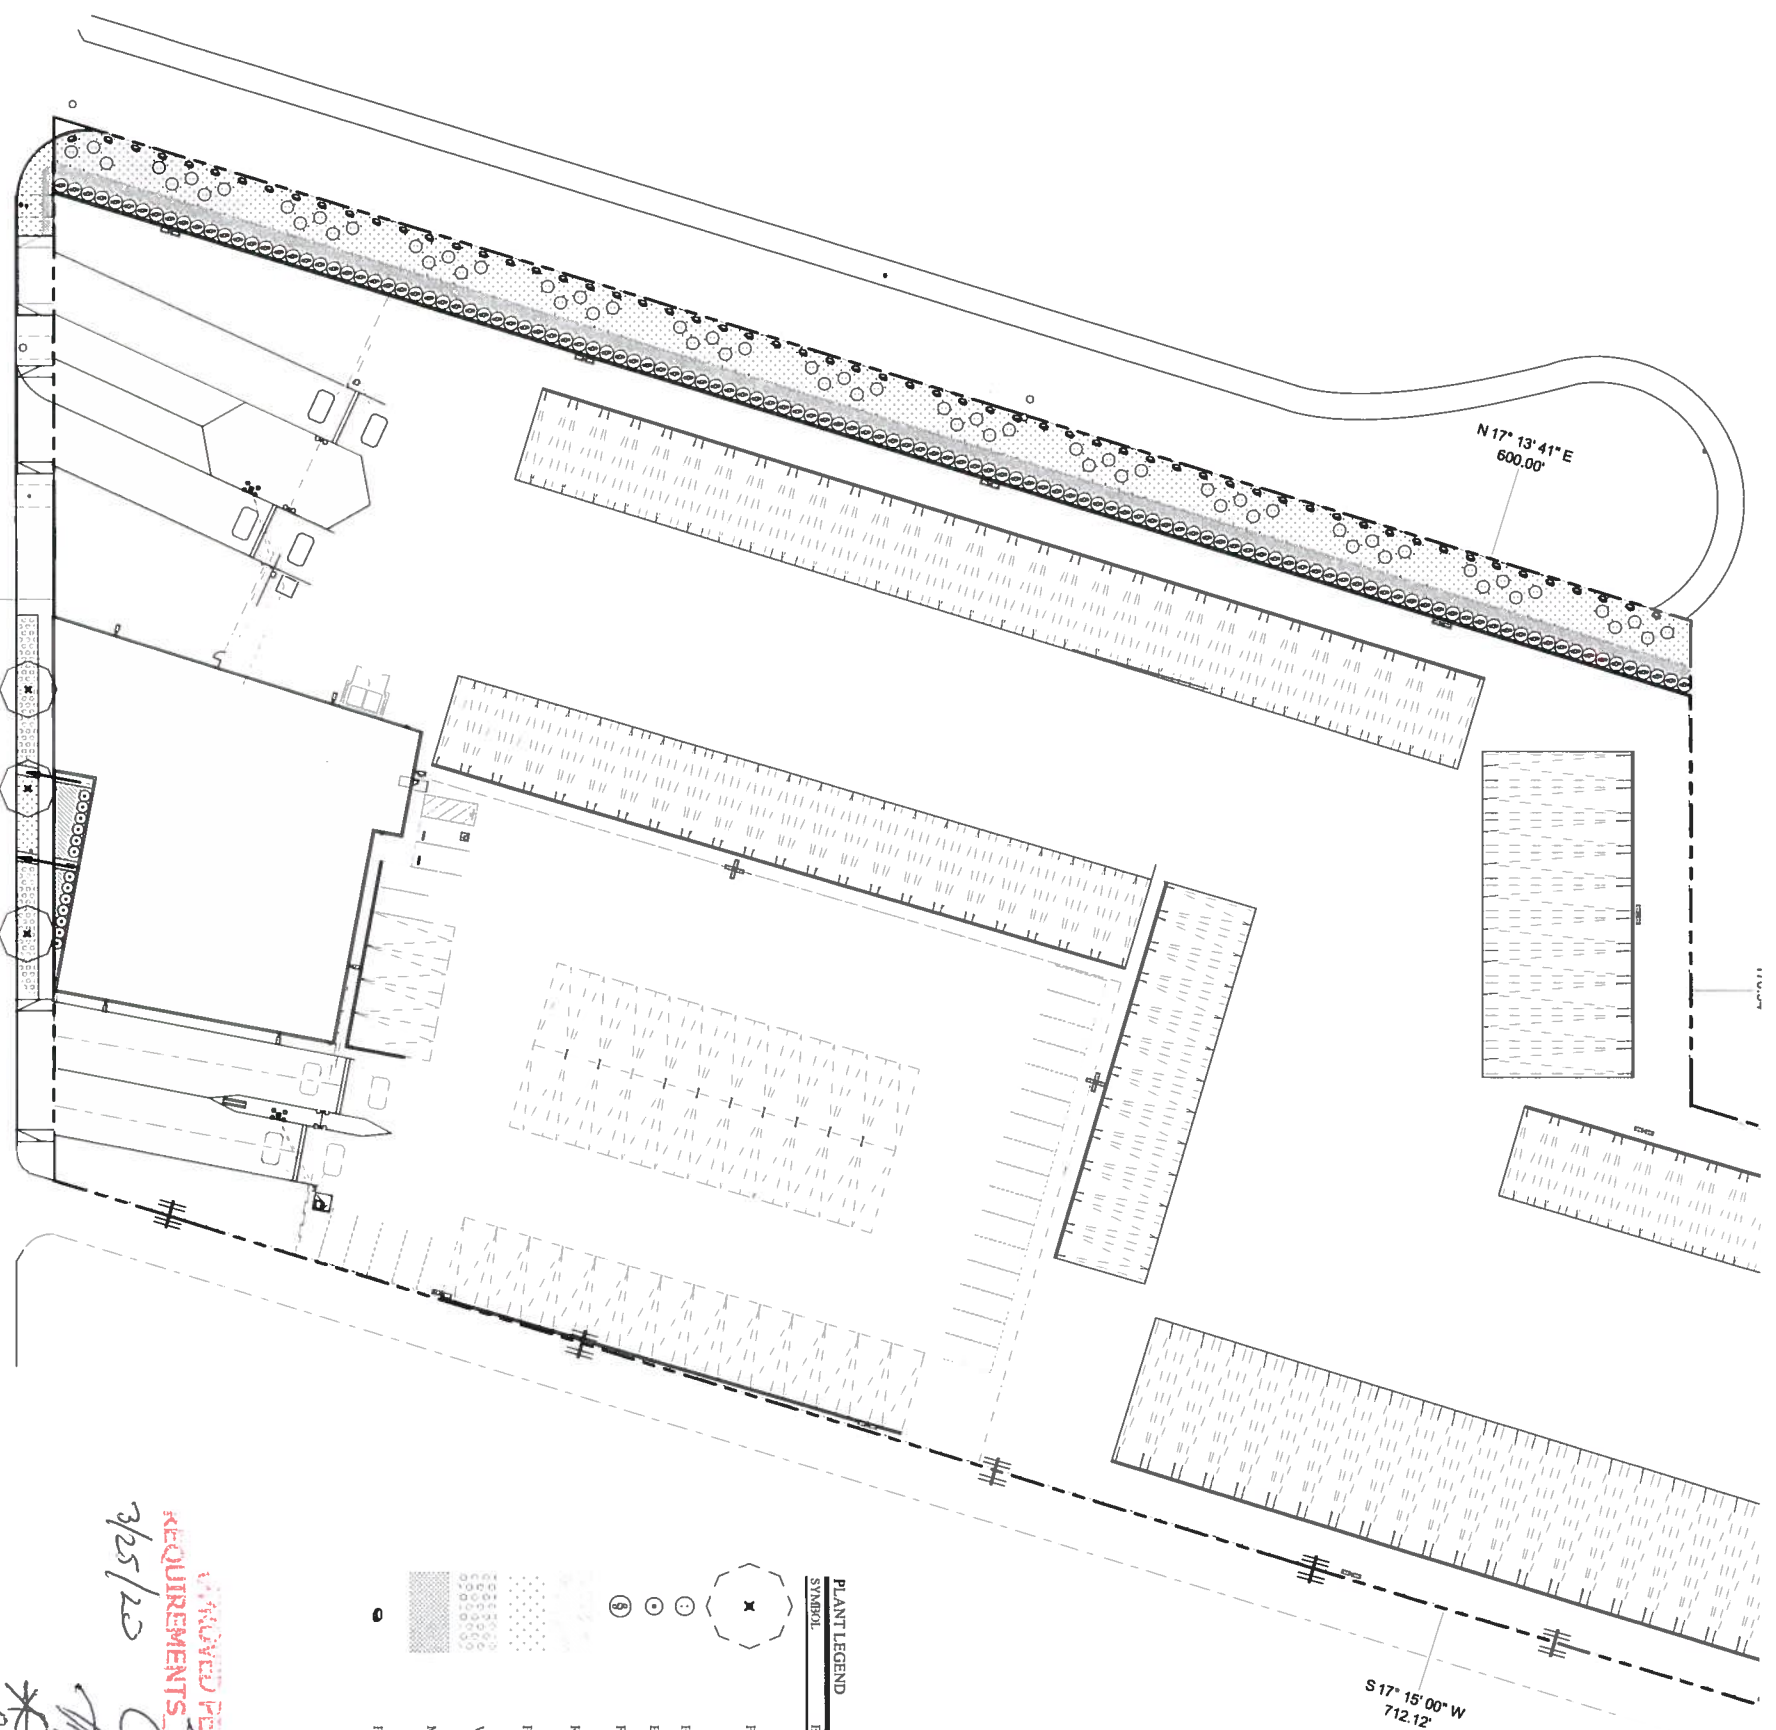 N 17° 13' 41" E
600.00'
S 17° 15' 00" W
712.12'
PLANT LEGEND
SYMBOL
REQUIREMENTS
3/25/20